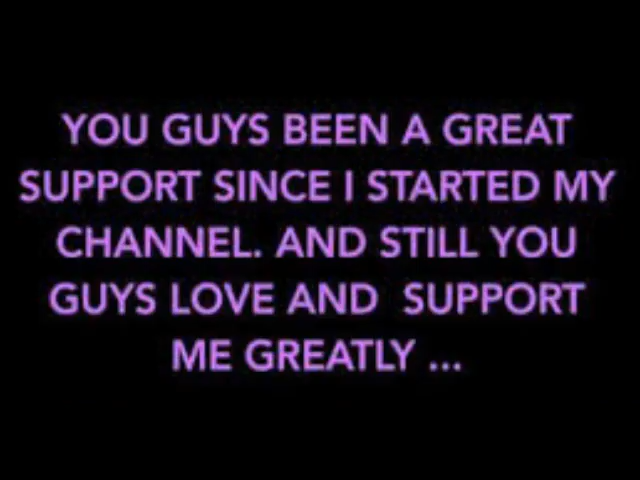 YOU GUYS BEEN A GREAT
SUPPORT SINCE I STARTED MY
CHANNEL. AND STILL YOU
GUYS LOVE AND  SUPPORT
ME GREATLY ...